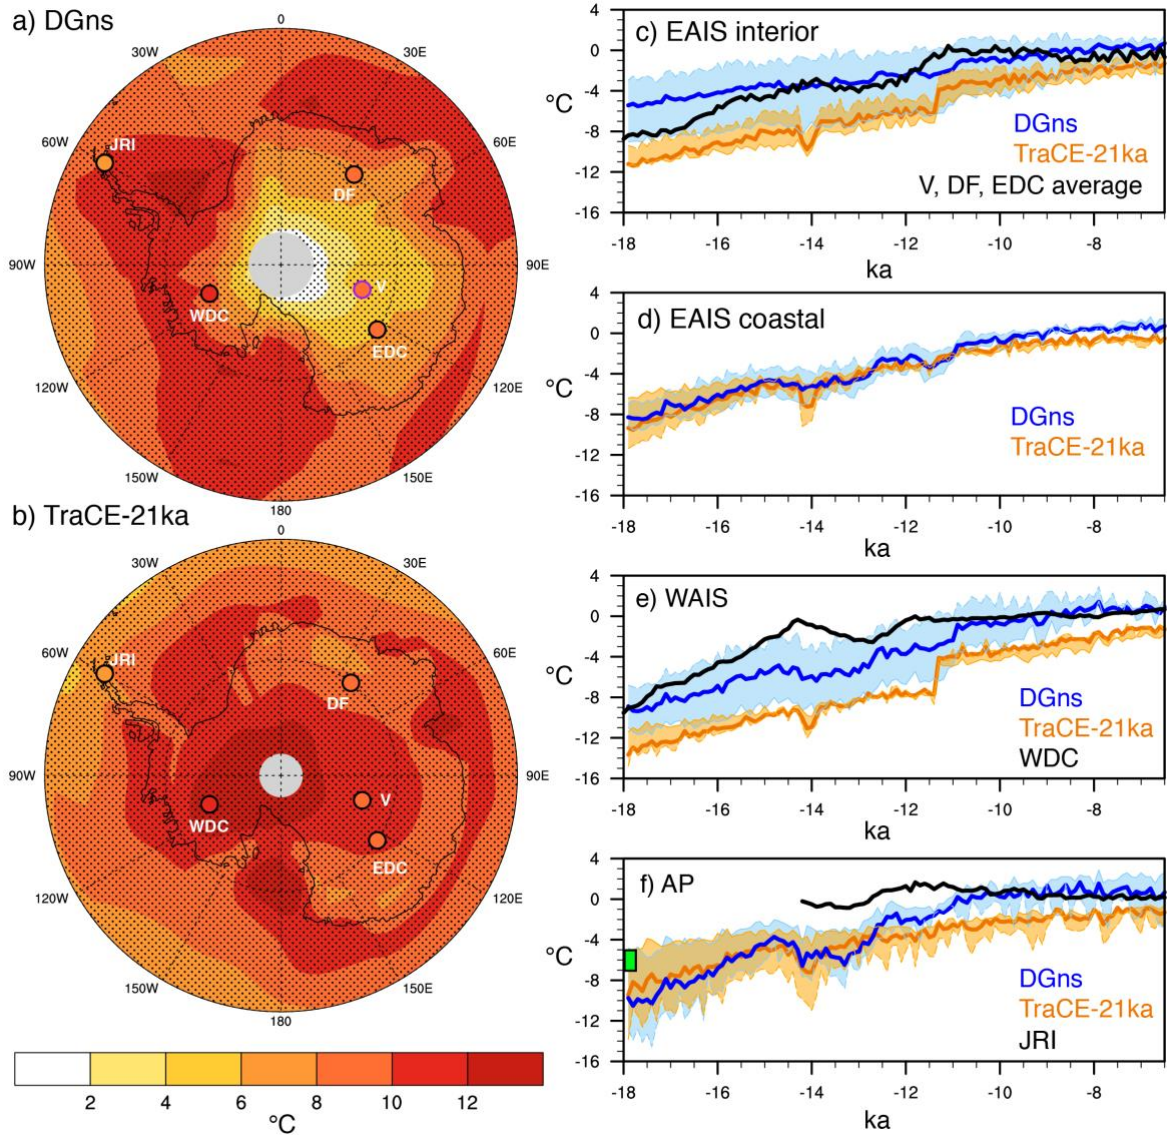 a) DGns
0
30W
30E
60W
60E
JRI
DF
90W
90E
V
WDC
EDC
120W
120E
150W
150E
180
b) TraCE-21ka
0
30W
30E
60W
60E
JRI
DF
90W
90E
V
WDC
EDC
120W
120E
150W
150E
180
2 4 6 8 10 12
°C
c) EAIS interior
4
0
-4
-8
-12
-16
°C
DGns
TraCE-21ka
V, DF, EDC average
-18 -16 -14 -12 -10 -8
ka
d) EAIS coastal
4
0
-4
-8
-12
-16
°C
DGns
TraCE-21ka
-18 -16 -14 -12 -10 -8
ka
e) WAIS
4
0
-4
-8
-12
-16
°C
DGns
TraCE-21ka
WDC
-18 -16 -14 -12 -10 -8
ka
f) AP
4
0
-4
-8
-12
-16
°C
DGns
TraCE-21ka
JRI
-18 -16 -14 -12 -10 -8
ka